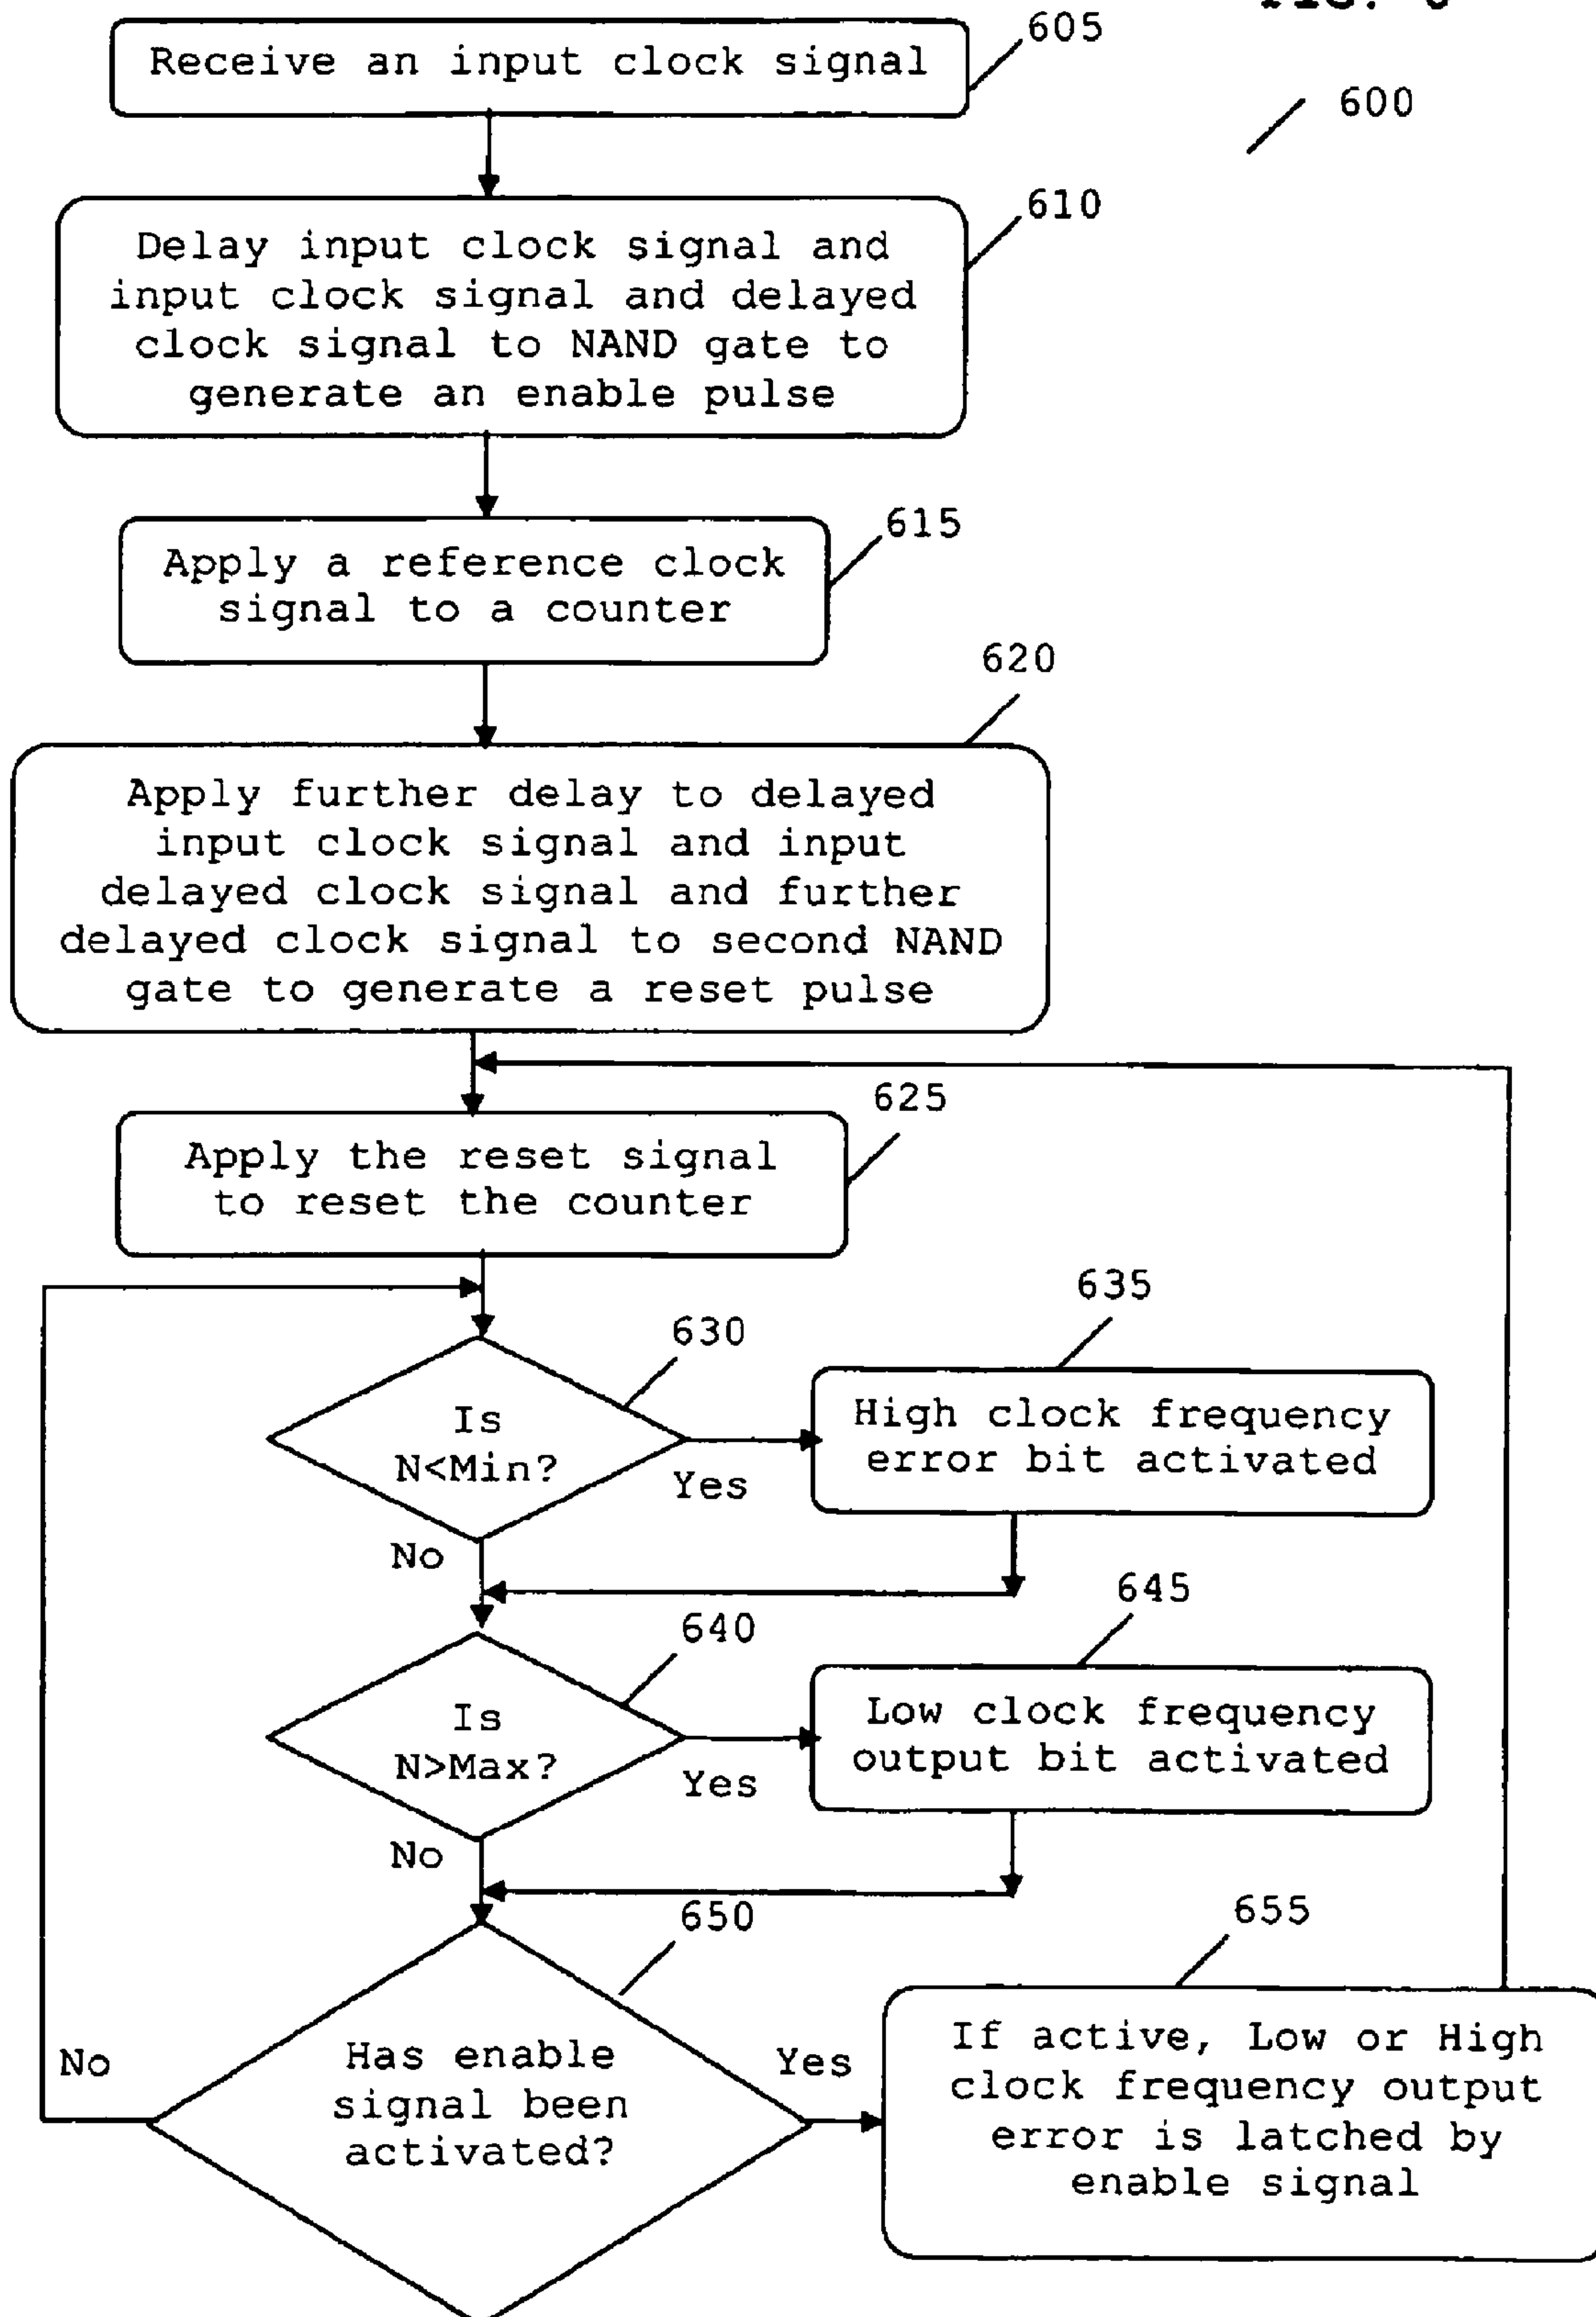 FIG. 6
605
Receive an input clock signal
600
610
Delay input clock signal and
input clock signal and delayed
clock signal to NAND gate to
generate an enable pulse
615
Apply a reference clock
signal to a counter
620
Apply further delay to delayed
input clock signal and input
delayed clock signal and further
delayed clock signal to second NAND
gate to generate a reset pulse
625
Apply the reset signal
to reset the counter
635
630
Is
N<Min?
Yes
High clock frequency
error bit activated
No
645
640
Is
N>Max?
Yes
Low clock frequency
output bit activated
No
650
655
No
Has enable
signal been
activated?
Yes
If active, Low or High
clock frequency output
error is latched by
enable signal